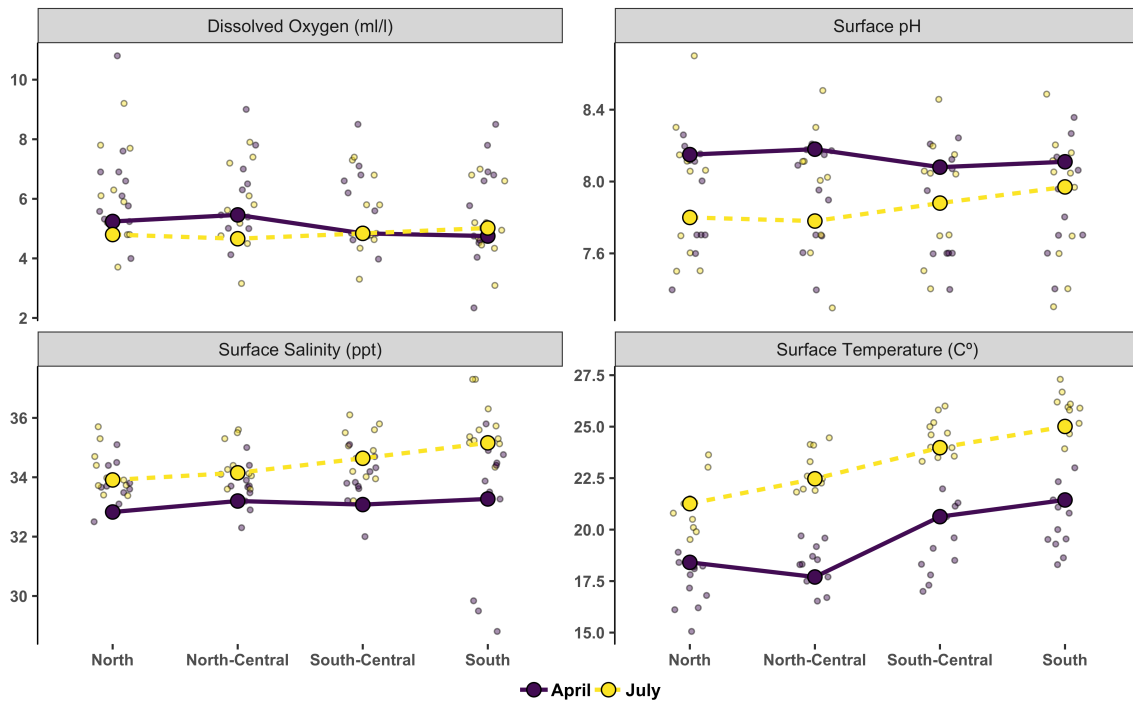 Dissolved Oxygen (ml/l)
10
8
6
4
2
Surface pH
8.4
8.0
7.6
Surface Salinity (ppt)
36
34
32
30
North North-Central South-Central South
Surface Temperature (Cº)
27.5
25.0
22.5
20.0
17.5
15.0
North North-Central South-Central South
April July